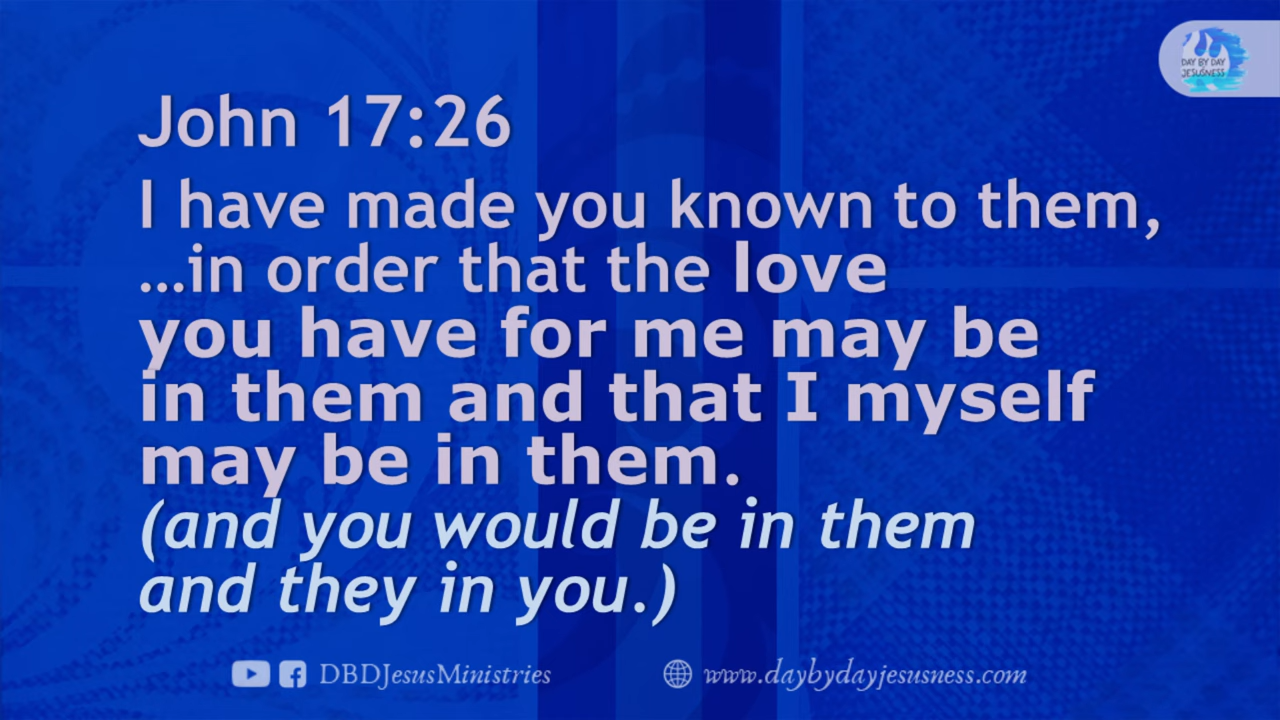 DAY BY DAY
JESUSNESS
John 17:26
I have made you known to them,
...in order that the love
you have for me may be
in them and that I myself
may be in them.
(and you would be in them
and they in you.)
DBDJesusMinistries
www.daybydayjesusness.com